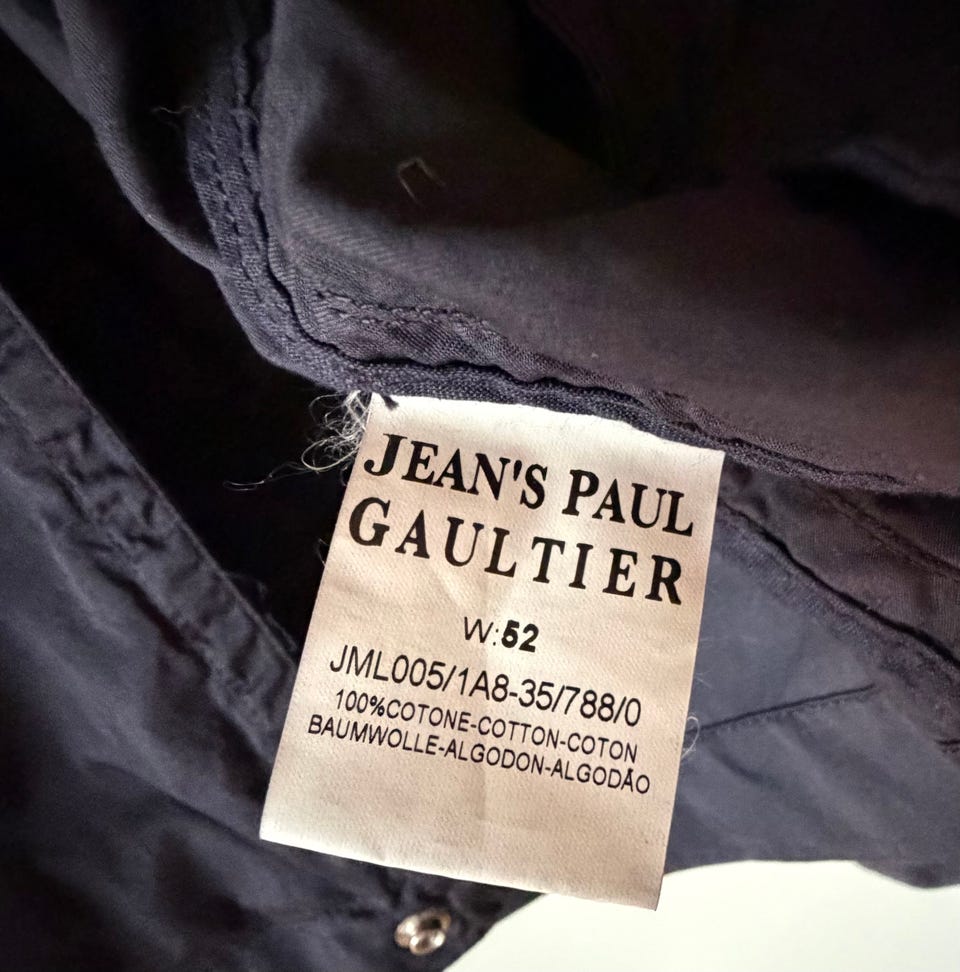 JEAN'S PAUL
GAULTIER
W:52
JML005/1A8-35/788/0
100%COTONE-COTTON-COTON
BAUMWOLLE-ALGODON-ALGODÃO